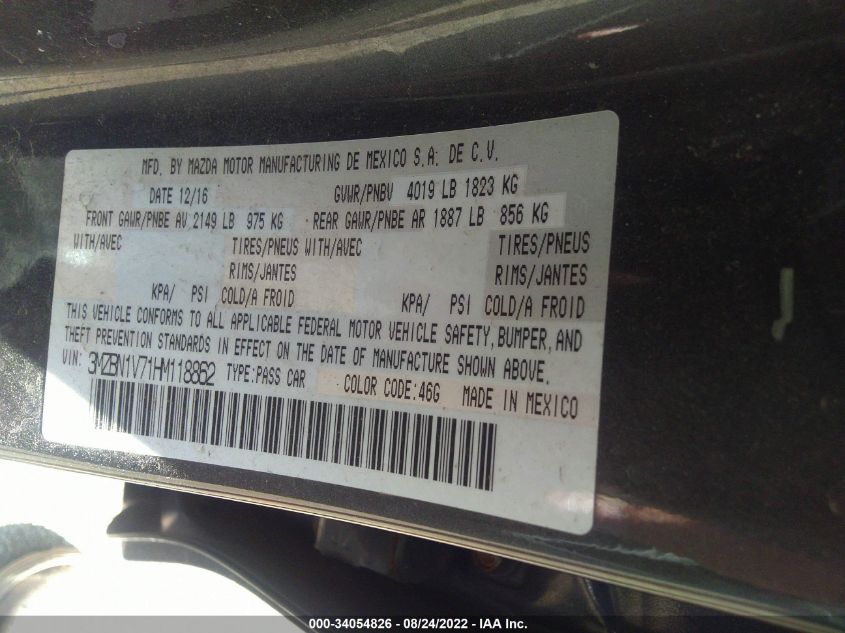 MFD. BY MAZDA MOTOR MANUFACTURING DE MEXICO S.A. DE C.V.
DATE 12/16 GVWR/PNBV 4019 LB 1823 KG
FRONT GAWR/PNBE AV 2149 LB 975 KG REAR GAWR/PNBE AR 1887 LB 856 KG
WITH/AVEC TIRES/PNEUS WITH/AVEC TIRES/PNEUS
RIMS/JANTES RIMS/JANTES
KPA/ PSI COLD/A FROID KPA/ PSI COLD/A FROID
THIS VEHICLE CONFORMS TO ALL APPLICABLE FEDERAL MOTOR VEHICLE SAFETY, BUMPER, AND
THEFT PREVENTION STANDARDS IN EFFECT ON THE DATE OF MANUFACTURE SHOWN ABOVE.
VIN: 3MZBN1V71HM118862 TYPE:PASS CAR COLOR CODE:46G MADE IN MEXICO
000-34054826 - 08/24/2022 - IAA Inc.